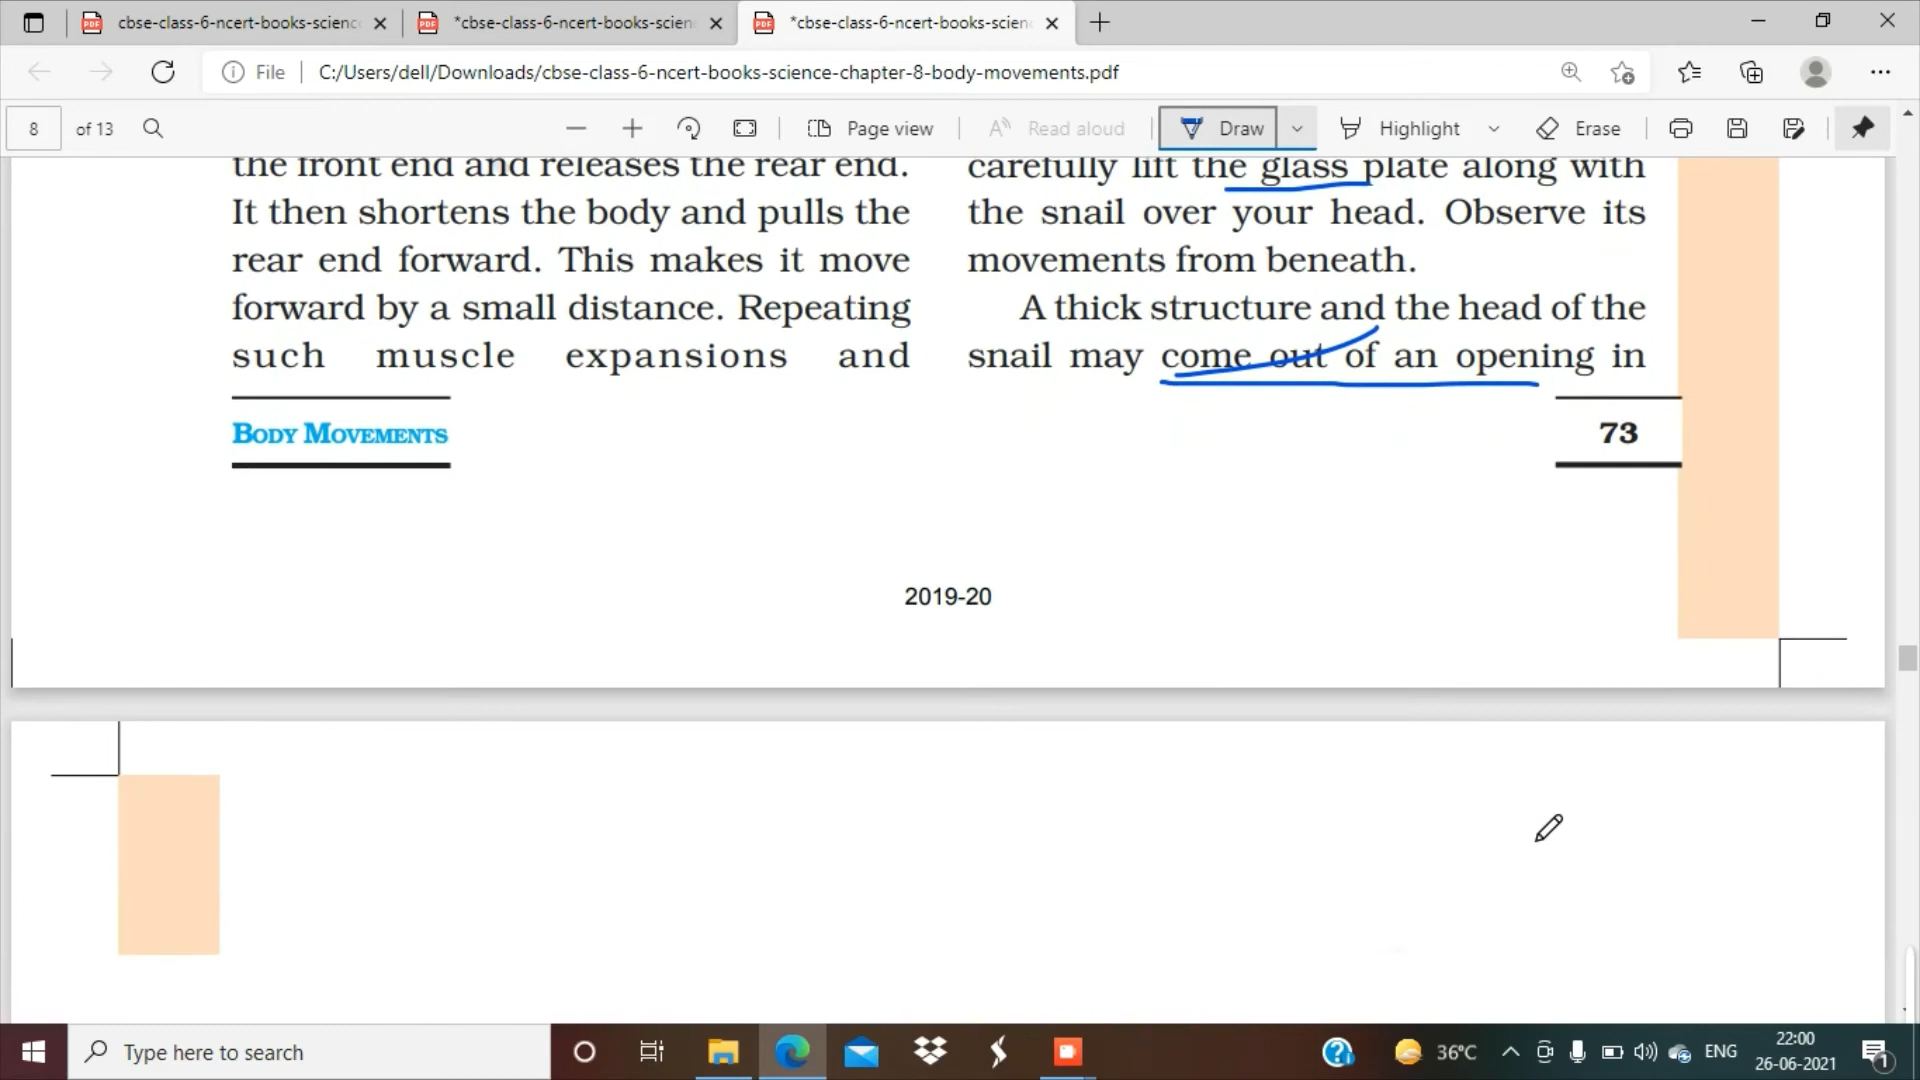 cbse-class-6-ncert-books-science
*cbse-class-6-ncert-books-scien
*cbse-class-6-ncert-books-scien
File
C:/Users/dell/Downloads/cbse-class-6-ncert-books-science-chapter-8-body-movements.pdf
8 of 13
Page view
Read aloud
Draw
Highlight
Erase
the front end and releases the rear end.
It then shortens the body and pulls the
rear end forward. This makes it move
forward by a small distance. Repeating
such muscle expansions and
carefully lift the glass plate along with
the snail over your head. Observe its
movements from beneath.
A thick structure and the head of the
snail may come out of an opening in
BODY MOVEMENTS
73
2019-20
Type here to search
36°C
ENG
22:00
26-06-2021
1